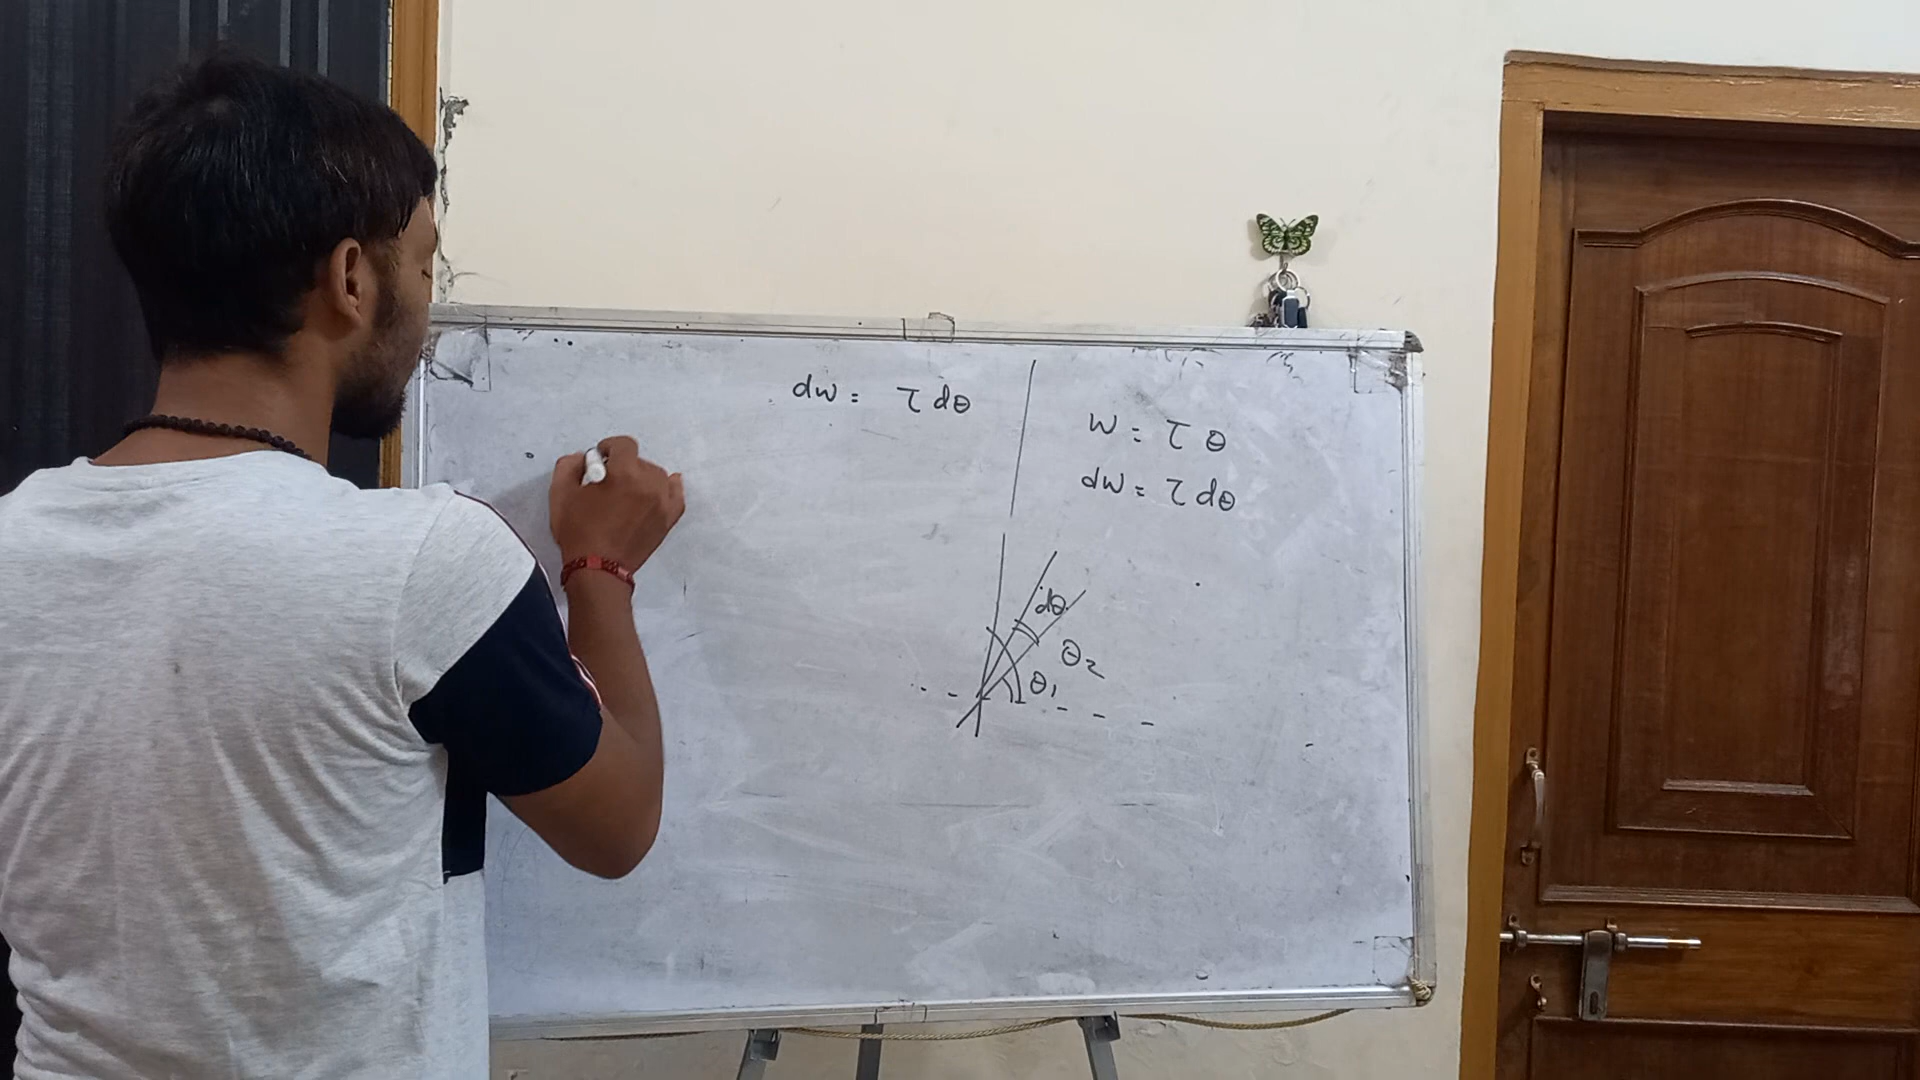 dw = τ dθ
W = τ θ
dw = τ dθ
dθ
θ₂
θ₁